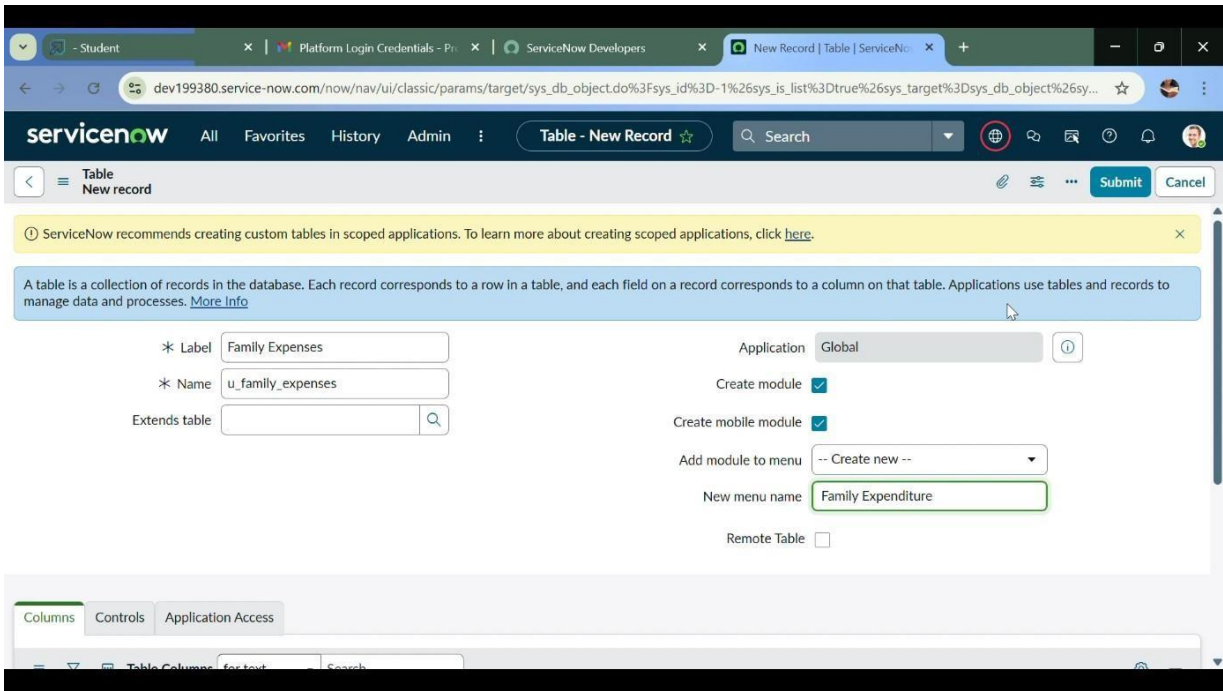 - Student
Platform Login Credentials - Pr
ServiceNow Developers
New Record | Table | ServiceNo
dev199380.service-now.com/now/nav/ui/classic/params/target/sys_db_object.do%3Fsys_id%3D-1%26sys_is_list%3Dtrue%26sys_target%3Dsys_db_object%26sy...
servicenow All Favorites History Admin Table - New Record Search
Table
New record
Submit Cancel
ServiceNow recommends creating custom tables in scoped applications. To learn more about creating scoped applications, click here.
A table is a collection of records in the database. Each record corresponds to a row in a table, and each field on a record corresponds to a column on that table. Applications use tables and records to
manage data and processes. More Info
Label Family Expenses
Application Global
Name u_family_expenses
Create module
Extends table
Create mobile module
Add module to menu -- Create new --
New menu name Family Expenditure
Remote Table
Columns Controls Application Access
Table Columns for text Search